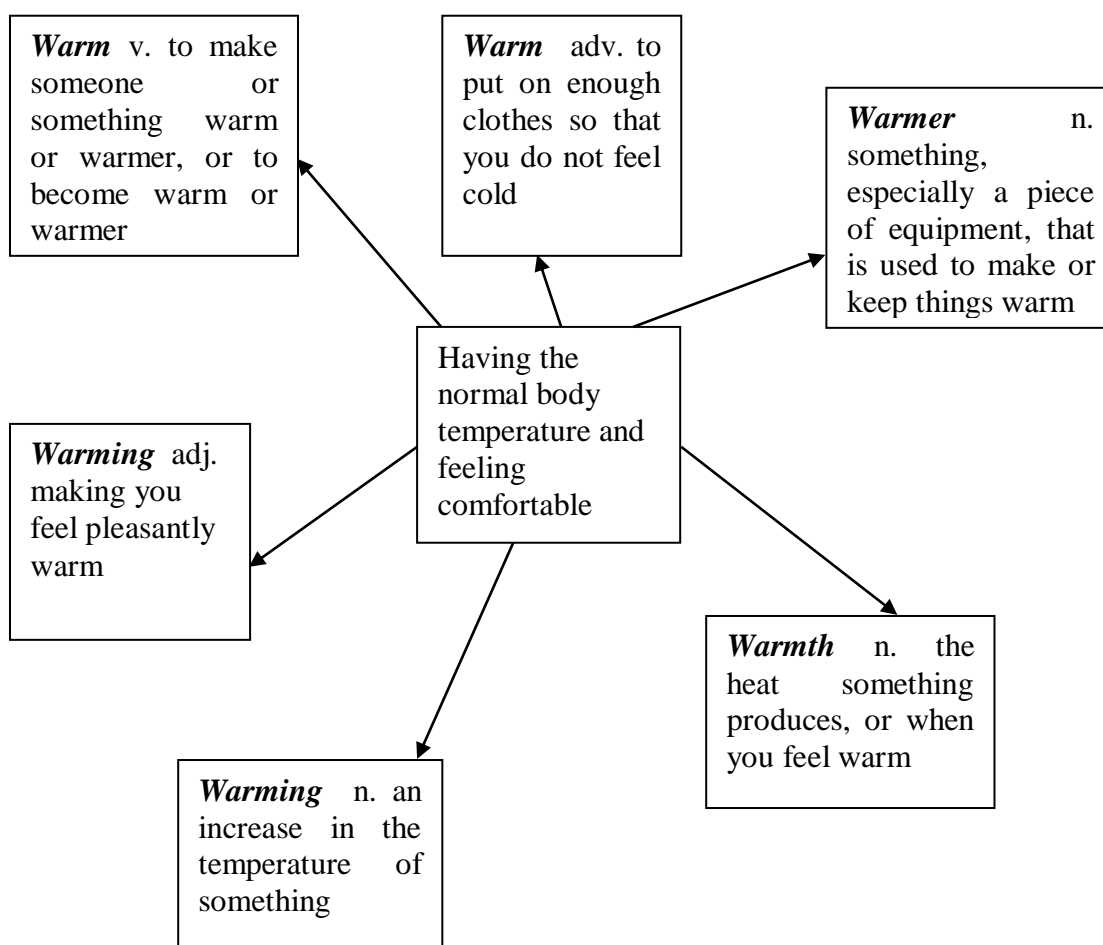 Warm v. to make
someone or
something warm
or warmer, or to
become warm or
warmer
Warm adv. to
put on enough
clothes so that
you do not feel
cold
Warmer n.
something,
especially a piece
of equipment, that
is used to make or
keep things warm
Having the
normal body
temperature and
feeling
comfortable
Warming adj.
making you
feel pleasantly
warm
Warmth n. the
heat something
produces, or when
you feel warm
Warming n. an
increase in the
temperature of
something